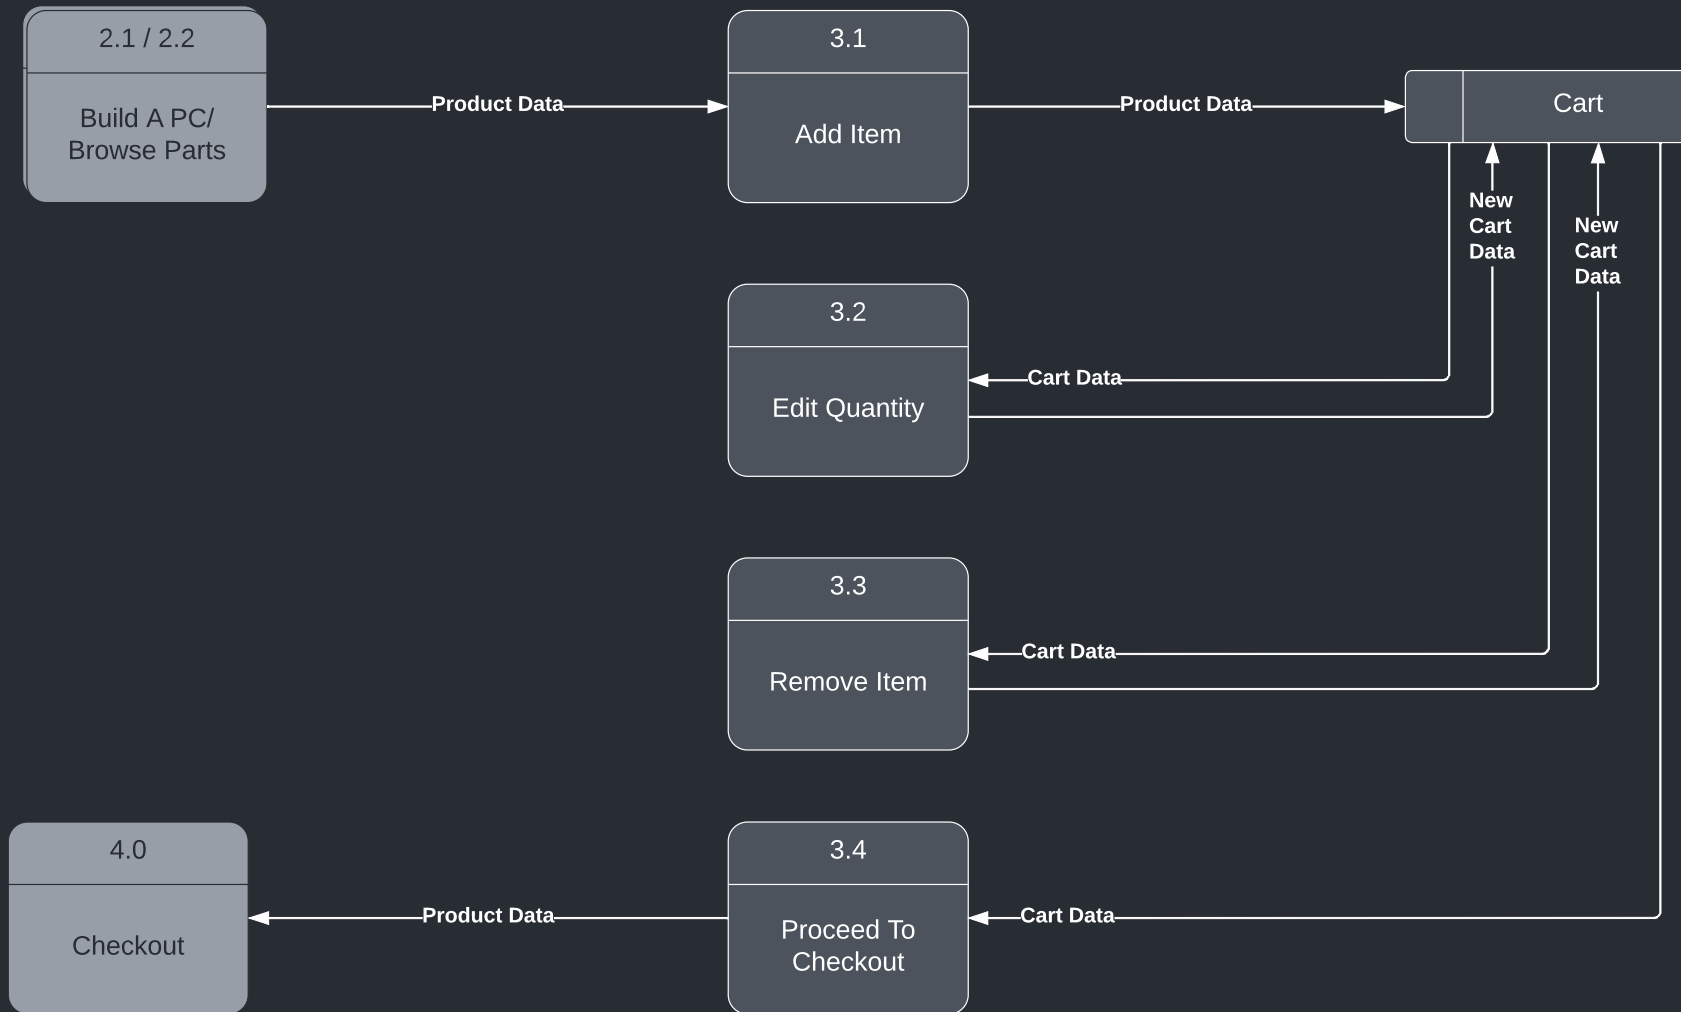 2.1 / 2.2
Build A PC/
Browse Parts
Product Data
3.1
Add Item
Product Data
Cart
New
Cart
Data
New
Cart
Data
3.2
Edit Quantity
Cart Data
3.3
Remove Item
Cart Data
4.0
Checkout
Product Data
3.4
Proceed To
Checkout
Cart Data